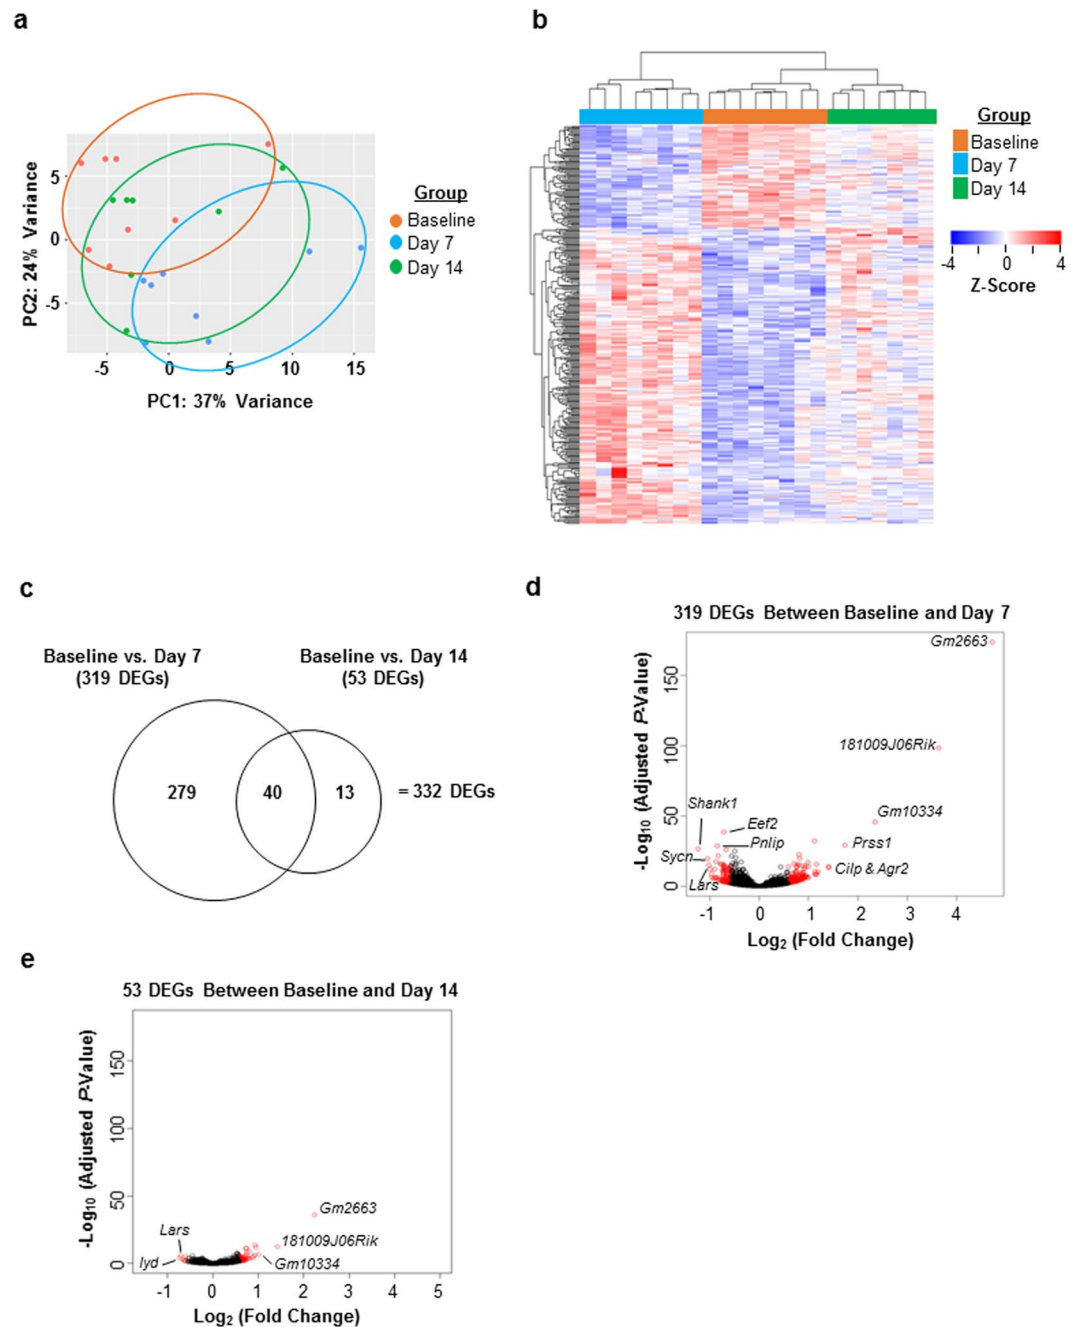 a
5
0
-5
PC2: 24% Variance
-5
0
5
10
15
PC1: 37% Variance
Group
Baseline
Day 7
Day 14
b
Group
Baseline
Day 7
Day 14
-4
0
4
Z-Score
c
Baseline vs. Day 7
(319 DEGs)
Baseline vs. Day 14
(53 DEGs)
279
40
13
= 332 DEGs
d
319 DEGs Between Baseline and Day 7
-Log10 (Adjusted P-Value)
150
100
50
0
Gm2663
181009J06Rik
Gm10334
Shank1
Eef2
Pnlip
Prss1
Sycn
Cilp & Agr2
Lars
-1
0
1
2
3
4
Log2 (Fold Change)
e
53 DEGs Between Baseline and Day 14
-Log10 (Adjusted P-Value)
150
100
50
0
Gm2663
Lars
181009J06Rik
Iyd
Gm10334
-1
0
1
2
3
4
5
Log2 (Fold Change)